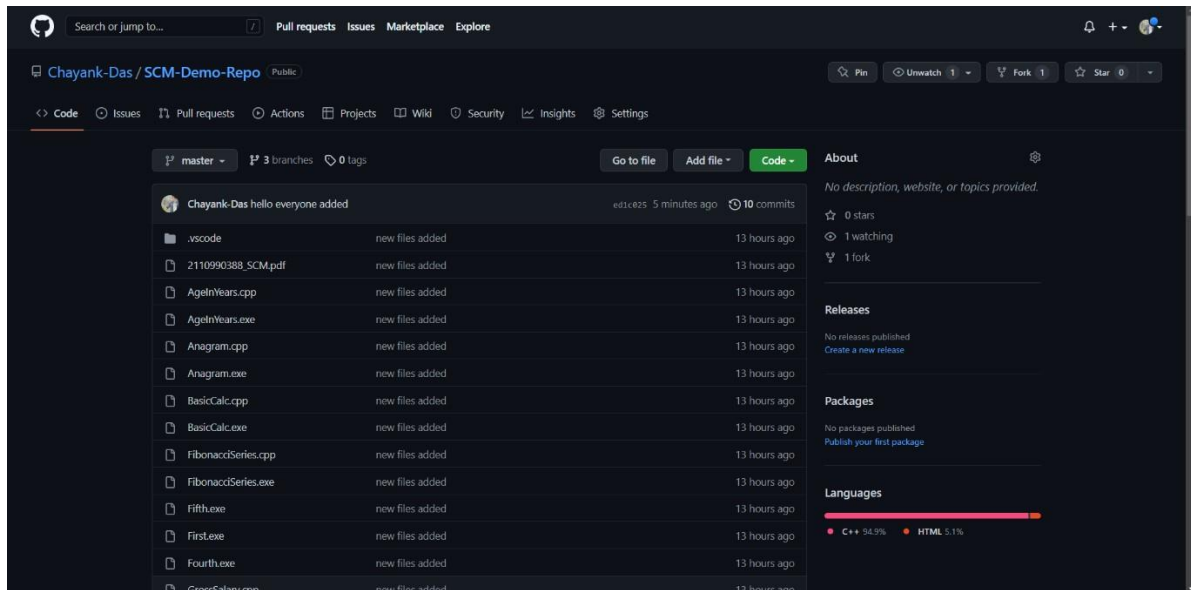 Search or jump to... /
Pull requests Issues Marketplace Explore
Chayank-Das / SCM-Demo-Repo Public
Pin Unwatch 1 Fork 1 Star 0
Code Issues Pull requests Actions Projects Wiki Security Insights Settings
master 3 branches 0 tags Go to file Add file Code
Chayank-Das hello everyone added ed1c025 5 minutes ago 10 commits
.vscode new files added 13 hours ago
2110990388_SCM.pdf new files added 13 hours ago
AgeInYears.cpp new files added 13 hours ago
AgeInYears.exe new files added 13 hours ago
Anagram.cpp new files added 13 hours ago
Anagram.exe new files added 13 hours ago
BasicCalc.cpp new files added 13 hours ago
BasicCalc.exe new files added 13 hours ago
FibonacciSeries.cpp new files added 13 hours ago
FibonacciSeries.exe new files added 13 hours ago
Fifth.exe new files added 13 hours ago
First.exe new files added 13 hours ago
Fourth.exe new files added 13 hours ago
GrossSalary.cpp new files added 13 hours ago
About
No description, website, or topics provided.
0 stars
1 watching
1 fork
Releases
No releases published
Create a new release
Packages
No packages published
Publish your first package
Languages
C++ 94.9% HTML 5.1%